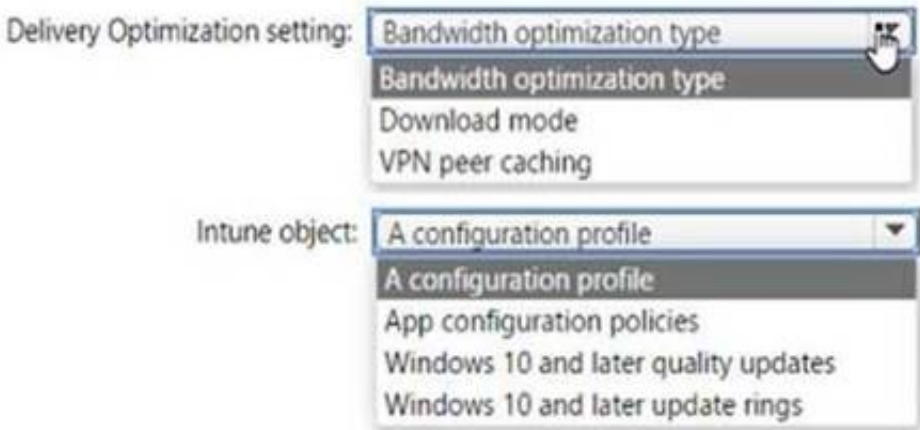 Delivery Optimization setting: Bandwidth optimization type
Bandwidth optimization type
Download mode
VPN peer caching
Intune object: A configuration profile
A configuration profile
App configuration policies
Windows 10 and later quality updates
Windows 10 and later update rings